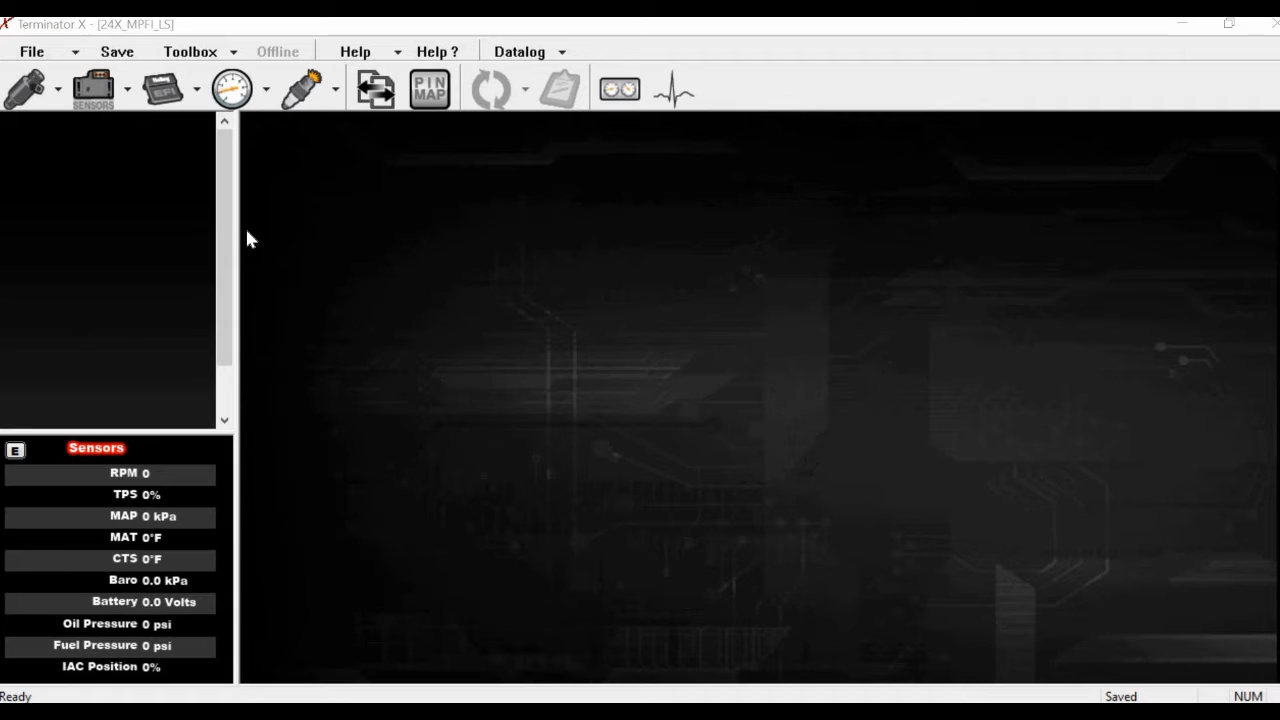 Terminator X - [24X_MPFI_LS]
File Save Toolbox Offline Help Help ? Datalog
SENSORS EFI PIN MAP
E Sensors
RPM 0
TPS 0%
MAP 0 kPa
MAT 0°F
CTS 0°F
Baro 0.0 kPa
Battery 0.0 Volts
Oil Pressure 0 psi
Fuel Pressure 0 psi
IAC Position 0%
Ready Saved NUM